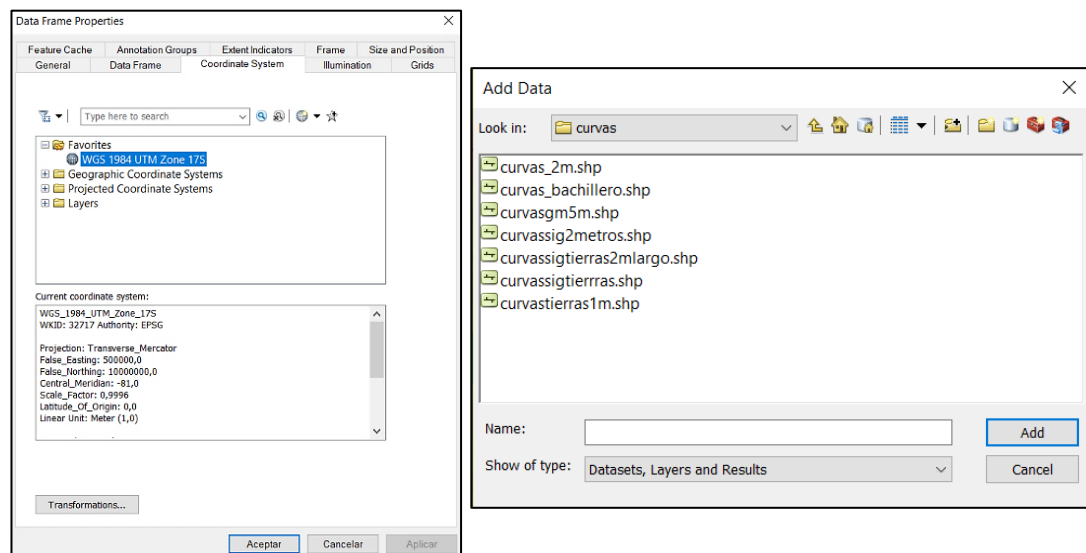 Data Frame Properties
Feature Cache Annotation Groups Extent Indicators Frame Size and Position
General Data Frame Coordinate System Illumination Grids
Type here to search
Favorites
WGS 1984 UTM Zone 17S
Geographic Coordinate Systems
Projected Coordinate Systems
Layers
Current coordinate system:
WGS_1984_UTM_Zone_17S
WKID: 32717 Authority: EPSG
Projection: Transverse_Mercator
False_Easting: 500000,0
False_Northing: 10000000,0
Central_Meridian: -81,0
Scale_Factor: 0,9996
Latitude_Of_Origin: 0,0
Linear Unit: Meter (1,0)
Transformations...
Aceptar Cancelar Aplicar
Add Data
Look in: curvas
curvas_2m.shp
curvas_bachillero.shp
curvasgm5m.shp
curvassig2metros.shp
curvassigtierras2mlargo.shp
curvassigtierrras.shp
curvastierras1m.shp
Name: Add
Show of type: Datasets, Layers and Results Cancel